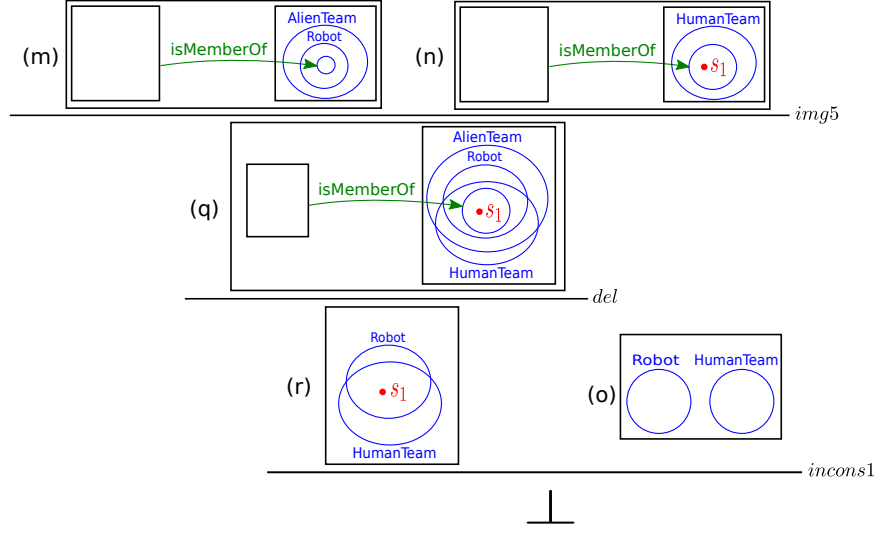 (m) AlienTeam Robot isMemberOf
(n) HumanTeam isMemberOf s1
img5
(q) AlienTeam Robot isMemberOf s1 HumanTeam
del
(r) Robot s1 HumanTeam
Robot HumanTeam (o)
incons1
⊥